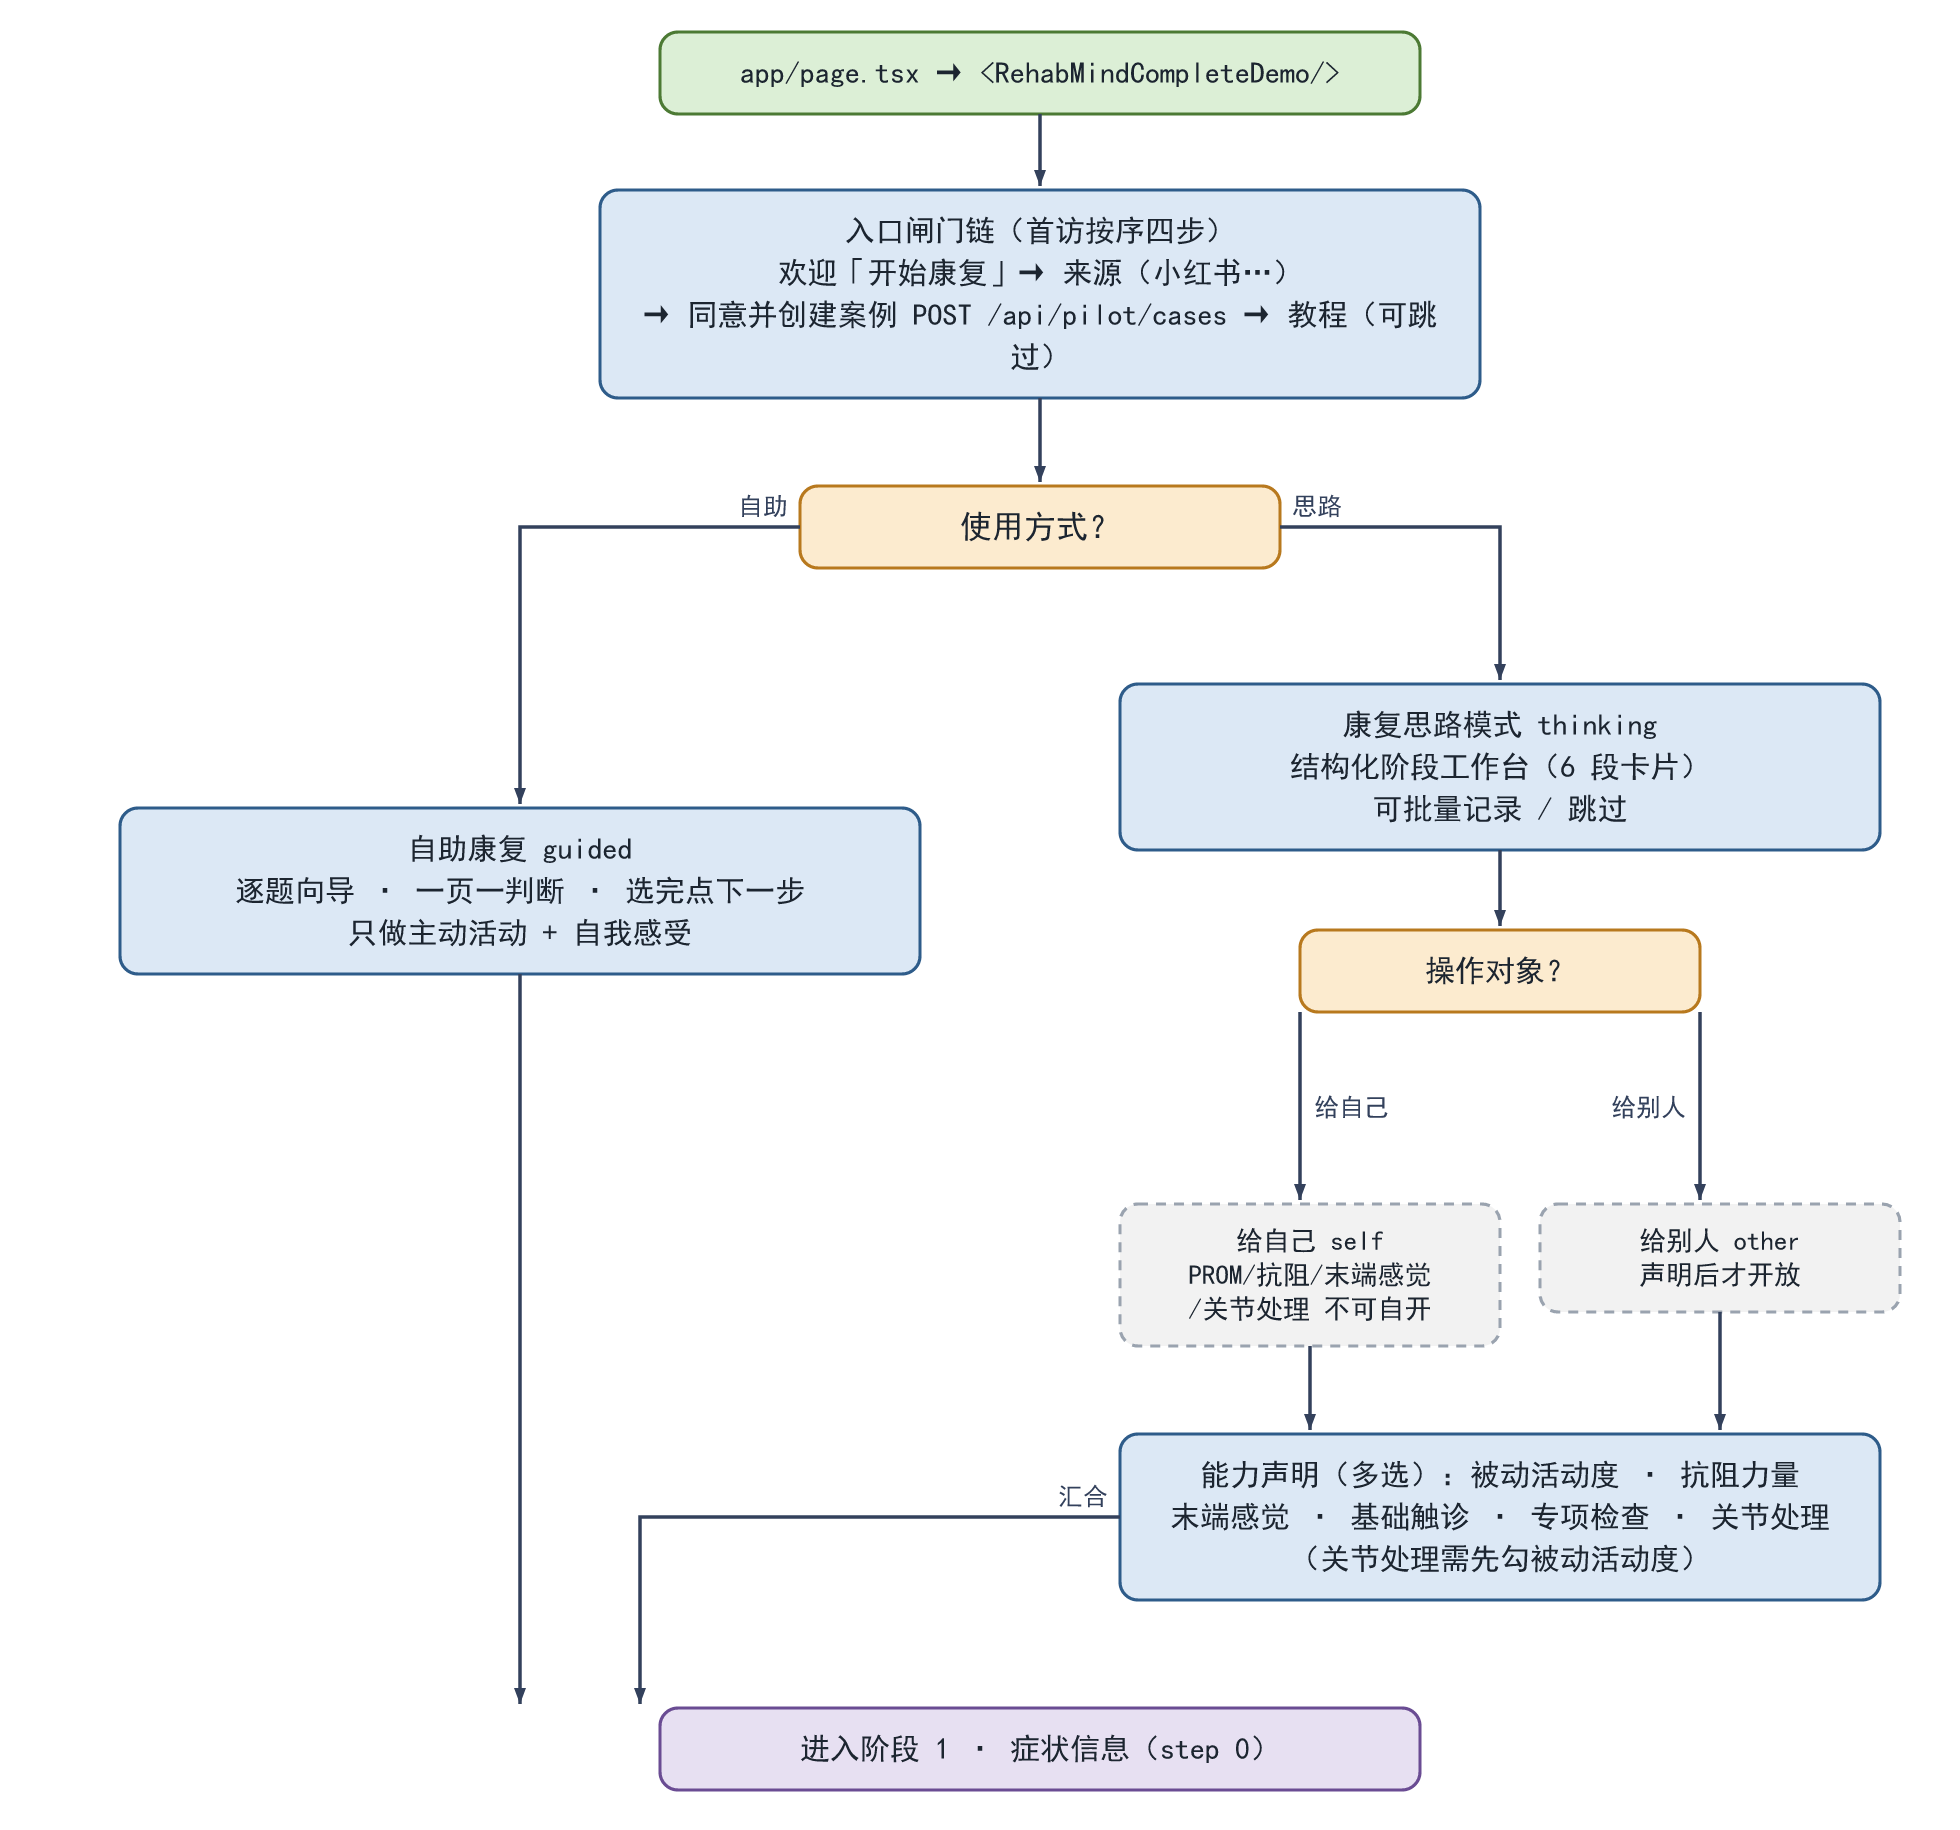 app/page.tsx → <RehabMindCompleteDemo/>
入口闸门链（首访按序四步）
欢迎「开始康复」→ 来源（小红书…）
→ 同意并创建案例 POST /api/pilot/cases → 教程（可跳
过）
自助
使用方式？
思路
康复思路模式 thinking
结构化阶段工作台（6 段卡片）
可批量记录 / 跳过
自助康复 guided
逐题向导 · 一页一判断 · 选完点下一步
只做主动活动 + 自我感受
操作对象？
给自己
给别人
给自己 self
PROM/抗阻/末端感觉
/关节处理 不可自开
给别人 other
声明后才开放
能力声明（多选）：被动活动度 · 抗阻力量
末端感觉 · 基础触诊 · 专项检查 · 关节处理
（关节处理需先勾被动活动度）
汇合
进入阶段 1 · 症状信息（step 0）